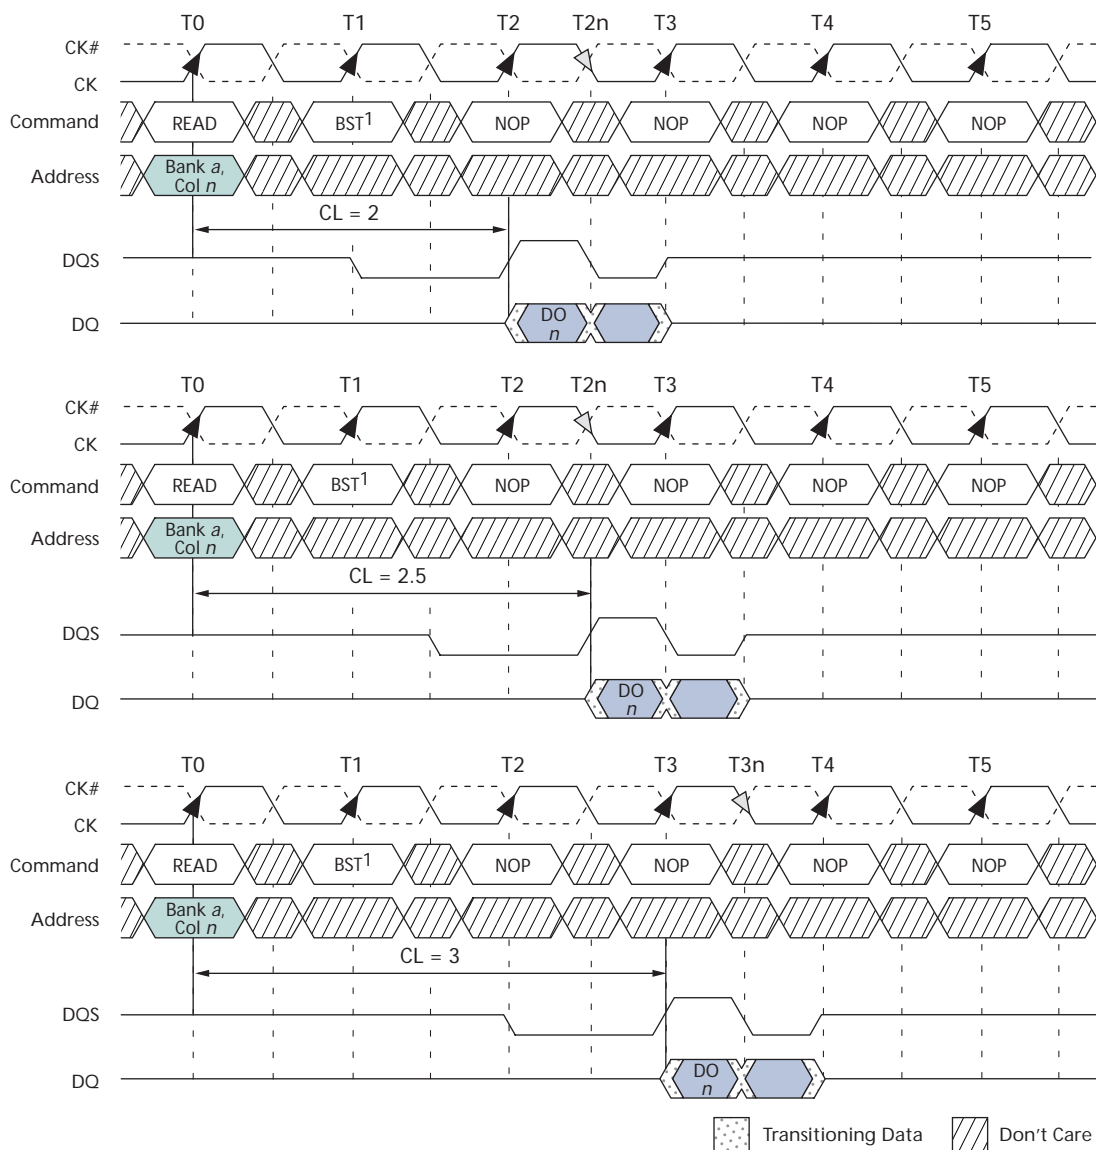 T0 T1 T2 T2n T3 T4 T5
CK#
CK
Command READ BST1 NOP NOP NOP NOP
Address Bank a,
Col n
CL = 2
DQS
DQ DO
n
T0 T1 T2 T2n T3 T4 T5
CK#
CK
Command READ BST1 NOP NOP NOP NOP
Address Bank a,
Col n
CL = 2.5
DQS
DQ DO
n
T0 T1 T2 T3 T3n T4 T5
CK#
CK
Command READ BST1 NOP NOP NOP NOP
Address Bank a,
Col n
CL = 3
DQS
DQ DO
n
Transitioning Data Don't Care